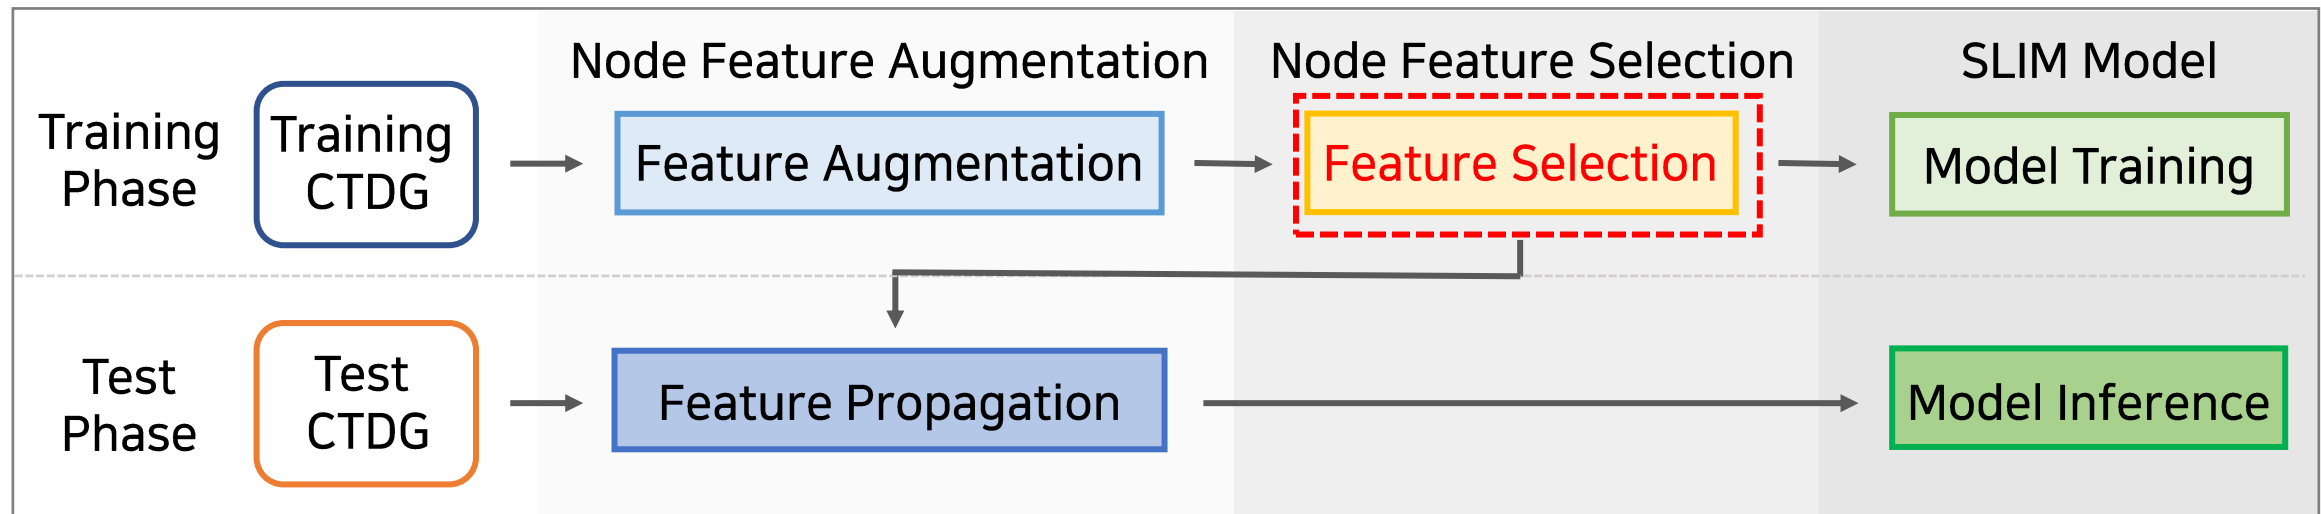 Node Feature Augmentation
Node Feature Selection
SLIM Model
Training
Phase
Training
CTDG
Feature Augmentation
Feature Selection
Model Training
Test
Phase
Test
CTDG
Feature Propagation
Model Inference